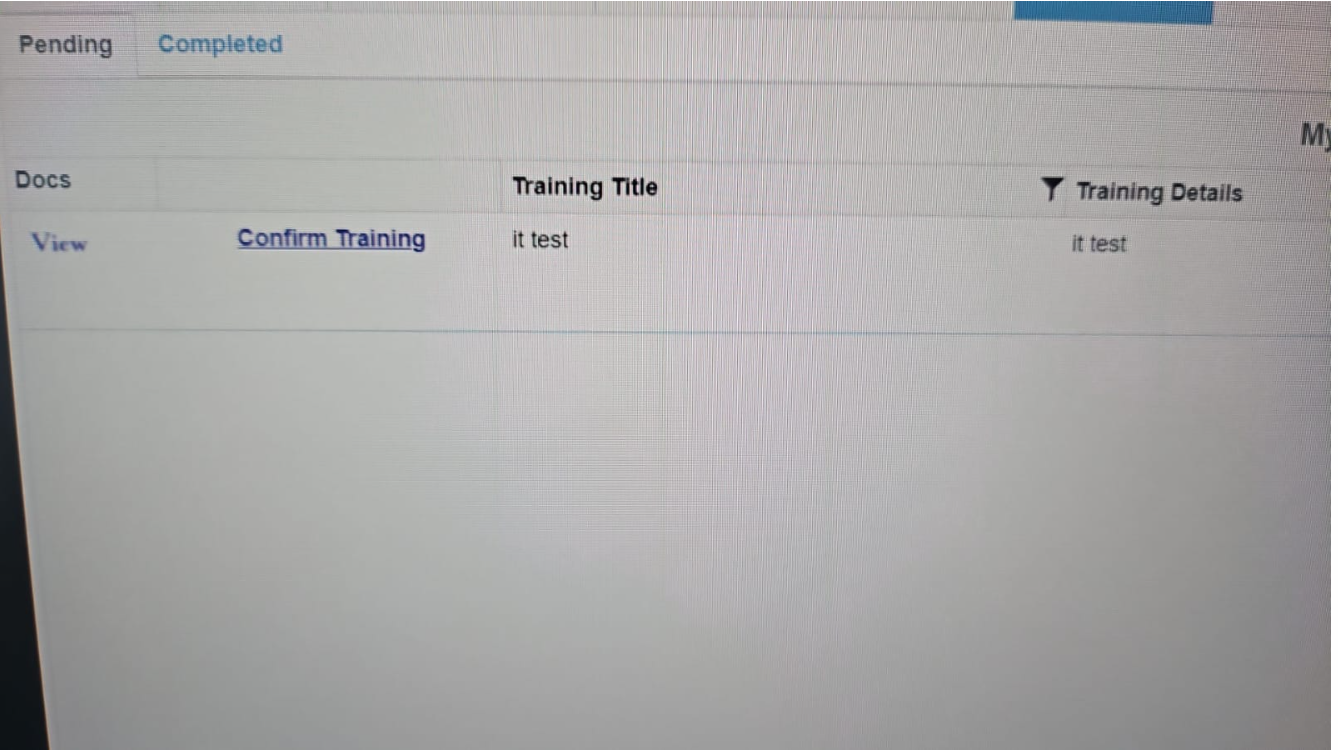 Pending Completed
My
Docs Training Title Training Details
View Confirm Training it test it test